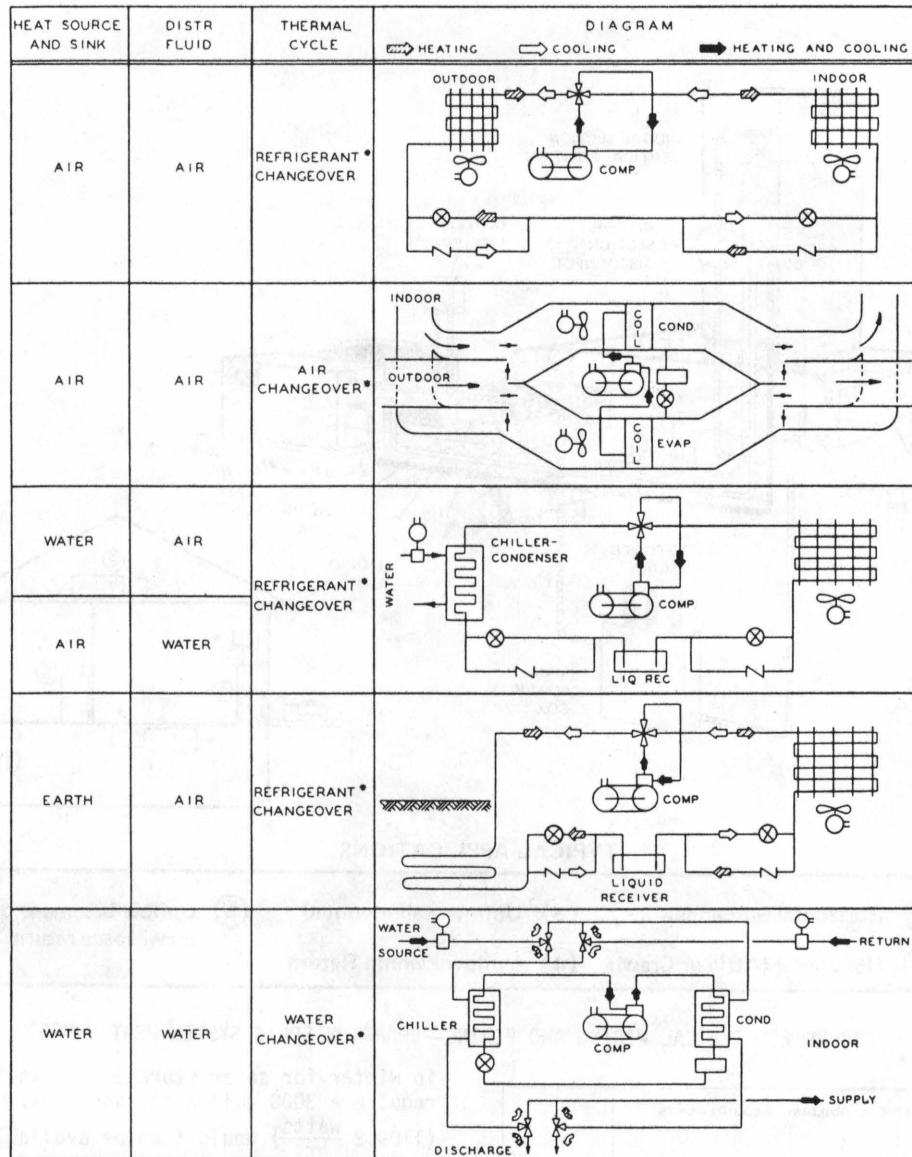 HEAT SOURCE AND SINK
DISTR FLUID
THERMAL CYCLE
DIAGRAM
HEATING
COOLING
HEATING AND COOLING
AIR
AIR
REFRIGERANT CHANGEOVER *
OUTDOOR
INDOOR
COMP.
AIR
AIR
AIR CHANGEOVER *
INDOOR
OUTDOOR
COIL
COND.
COIL
EVAP
WATER
AIR
AIR
WATER
REFRIGERANT * CHANGEOVER
WATER
CHILLER-
CONDENSER
COMP.
LIQ REC
EARTH
AIR
REFRIGERANT * CHANGEOVER
COMP
LIQUID
RECEIVER
WATER
WATER
WATER CHANGEOVER *
WATER
SOURCE
RETURN
CHILLER
COMP
COND
INDOOR
SUPPLY
DISCHARGE